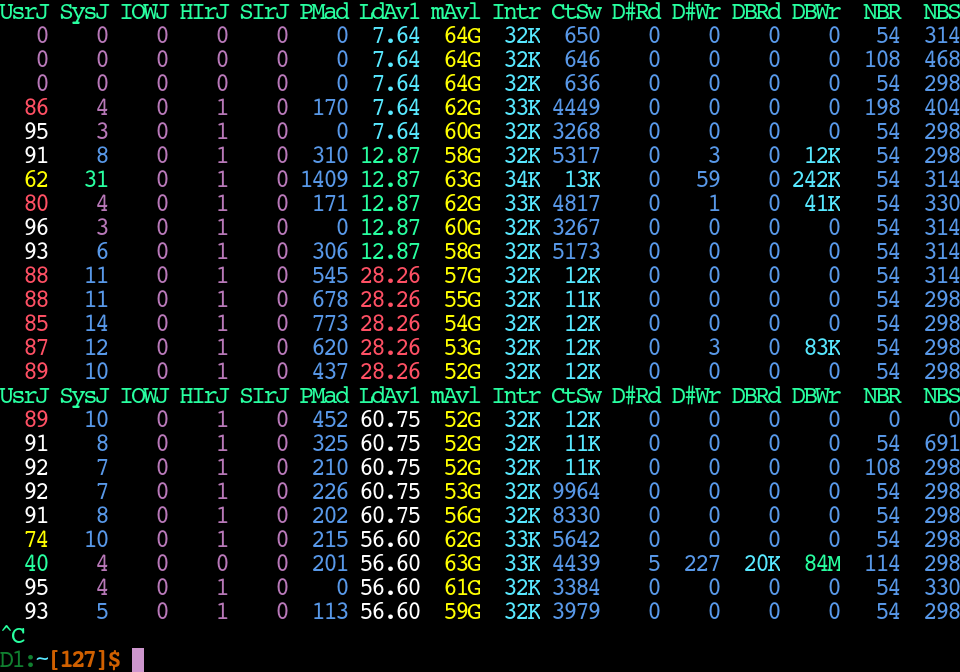 UsrJ SysJ IOWJ HIrJ SIrJ PMad LdAv1 mAvl Intr CtSw D#Rd D#Wr DBRd DBWr NBR NBS
0 0 0 0 0 0 7.64 64G 32K 650 0 0 0 0 54 314
0 0 0 0 0 0 7.64 64G 32K 646 0 0 0 0 108 468
0 0 0 0 0 0 7.64 64G 32K 636 0 0 0 0 54 298
86 4 0 1 0 170 7.64 62G 33K 4449 0 0 0 0 198 404
95 3 0 1 0 0 7.64 60G 32K 3268 0 0 0 0 54 298
91 8 0 1 0 310 12.87 58G 32K 5317 0 3 0 12K 54 298
62 31 0 1 0 1409 12.87 63G 34K 13K 0 59 0 242K 54 314
80 4 0 1 0 171 12.87 62G 33K 4817 0 1 0 41K 54 330
96 3 0 1 0 0 12.87 60G 32K 3267 0 0 0 0 54 314
93 6 0 1 0 306 12.87 58G 32K 5173 0 0 0 0 54 314
88 11 0 1 0 545 28.26 57G 32K 12K 0 0 0 0 54 314
88 11 0 1 0 678 28.26 55G 32K 11K 0 0 0 0 54 298
85 14 0 1 0 773 28.26 54G 32K 12K 0 0 0 0 54 298
87 12 0 1 0 620 28.26 53G 32K 12K 0 3 0 83K 54 298
89 10 0 1 0 437 28.26 52G 32K 12K 0 0 0 0 54 298
UsrJ SysJ IOWJ HIrJ SIrJ PMad LdAv1 mAvl Intr CtSw D#Rd D#Wr DBRd DBWr NBR NBS
89 10 0 1 0 452 60.75 52G 32K 12K 0 0 0 0 0 0
91 8 0 1 0 325 60.75 52G 32K 11K 0 0 0 0 54 691
92 7 0 1 0 210 60.75 52G 32K 11K 0 0 0 0 108 298
92 7 0 1 0 226 60.75 53G 32K 9964 0 0 0 0 54 298
91 8 0 1 0 202 60.75 56G 32K 8330 0 0 0 0 54 298
74 10 0 1 0 215 56.60 62G 33K 5642 0 0 0 0 54 298
40 4 0 0 0 201 56.60 63G 33K 4439 5 227 20K 84M 114 298
95 4 0 1 0 0 56.60 61G 32K 3384 0 0 0 0 54 330
93 5 0 1 0 113 56.60 59G 32K 3979 0 0 0 0 54 298
^C
D1:~[127]$